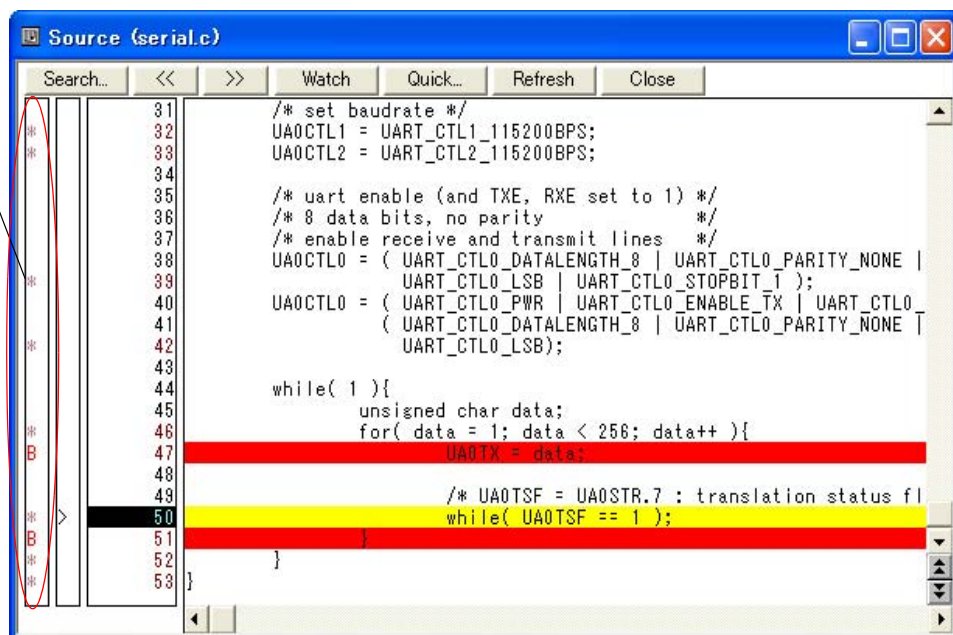 Source (serial.c)
Search... << >> Watch Quick... Refresh Close
31 /* set baudrate */
* 32 UA0CTL1 = UART_CTL1_115200BPS;
* 33 UA0CTL2 = UART_CTL2_115200BPS;
34
35 /* uart enable (and TXE, RXE set to 1) */
36 /* 8 data bits, no parity */
37 /* enable receive and transmit lines */
38 UA0CTL0 = ( UART_CTL0_DATALENGTH_8 | UART_CTL0_PARITY_NONE |
* 39 UART_CTL0_LSB | UART_CTL0_STOPBIT_1 );
40 UA0CTL0 = ( UART_CTL0_PWR | UART_CTL0_ENABLE_TX | UART_CTL0_
41 ( UART_CTL0_DATALENGTH_8 | UART_CTL0_PARITY_NONE |
* 42 UART_CTL0_LSB);
43
44 while( 1 ){
45 unsigned char data;
* 46 for( data = 1; data < 256; data++ ){
B 47 UA0TX = data;
48
49 /* UA0TSF = UA0STR.7 : translation status fl
* > 50 while( UA0TSF == 1 );
B 51 }
* 52 }
* 53 }